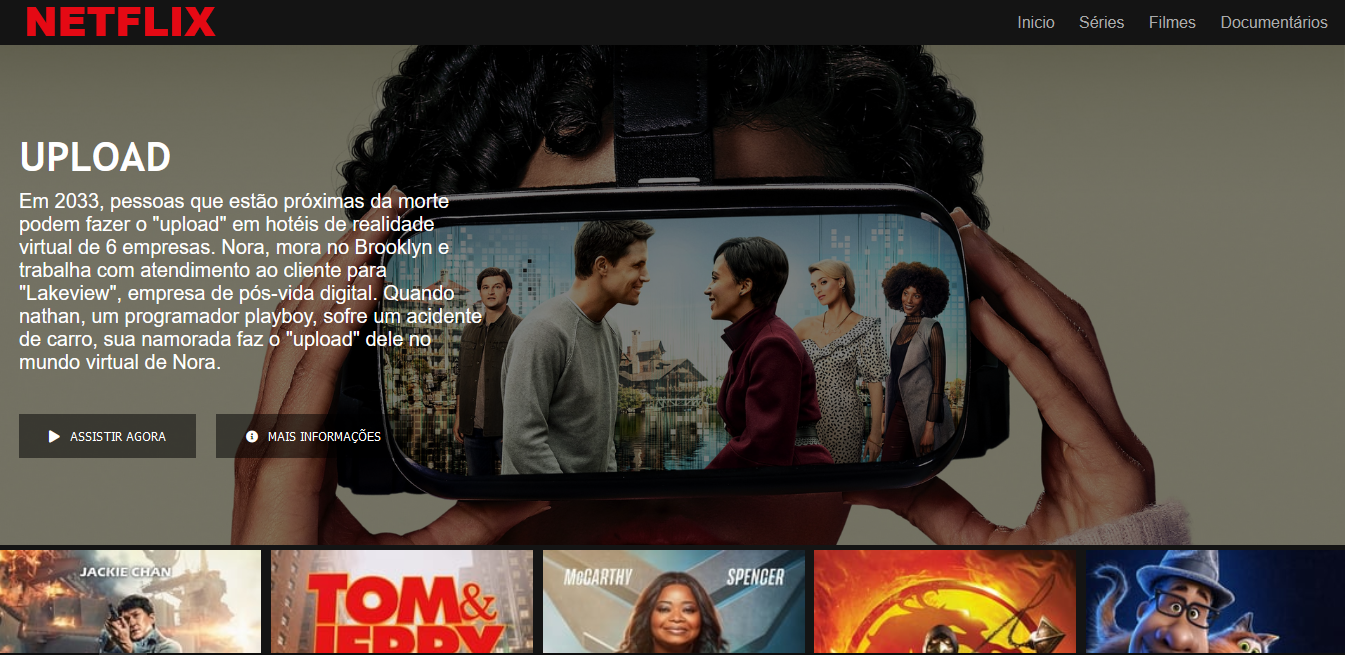 NETFLIX
Inicio Séries Filmes Documentários
UPLOAD
Em 2033, pessoas que estão próximas da morte
podem fazer o "upload" em hotéis de realidade
virtual de 6 empresas. Nora, mora no Brooklyn e
trabalha com atendimento ao cliente para
"Lakeview", empresa de pós-vida digital. Quando
nathan, um programador playboy, sofre um acidente
de carro, sua namorada faz o "upload" dele no
mundo virtual de Nora.
ASSISTIR AGORA MAIS INFORMAÇÕES
JACKIE CHAN
TOM&
JERRY
McCARTHY SPENCER